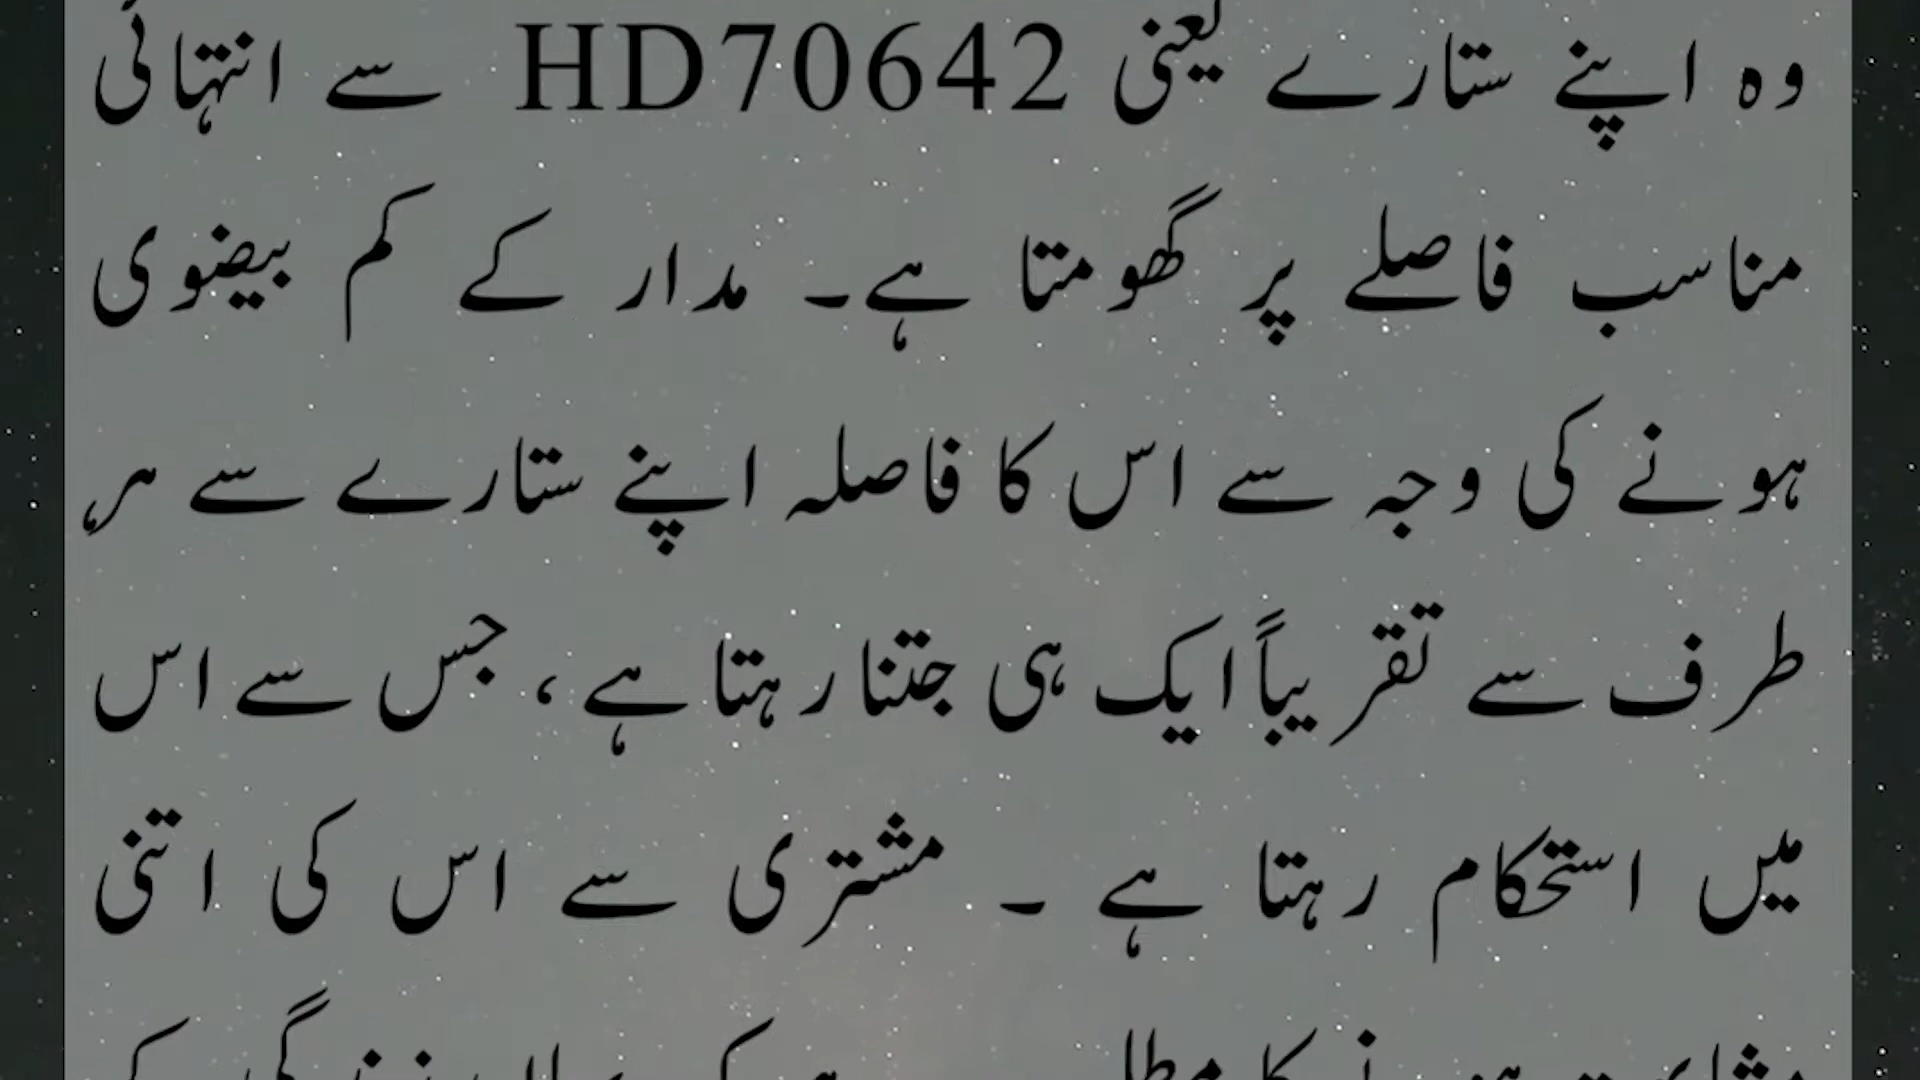 وہ اپنے ستارے یعنی HD70642 سے انتہائی
مناسب فاصلے پر گھومتا ہے۔ مدار کے کم بیضوی
ہونے کی وجہ سے اس کا فاصلہ اپنے ستارے سے ہر
طرف سے تقریباً ایک ہی جتنا رہتا ہے، جس سے اس
میں استحکام رہتا ہے ۔ مشتری سے اس کی اتنی